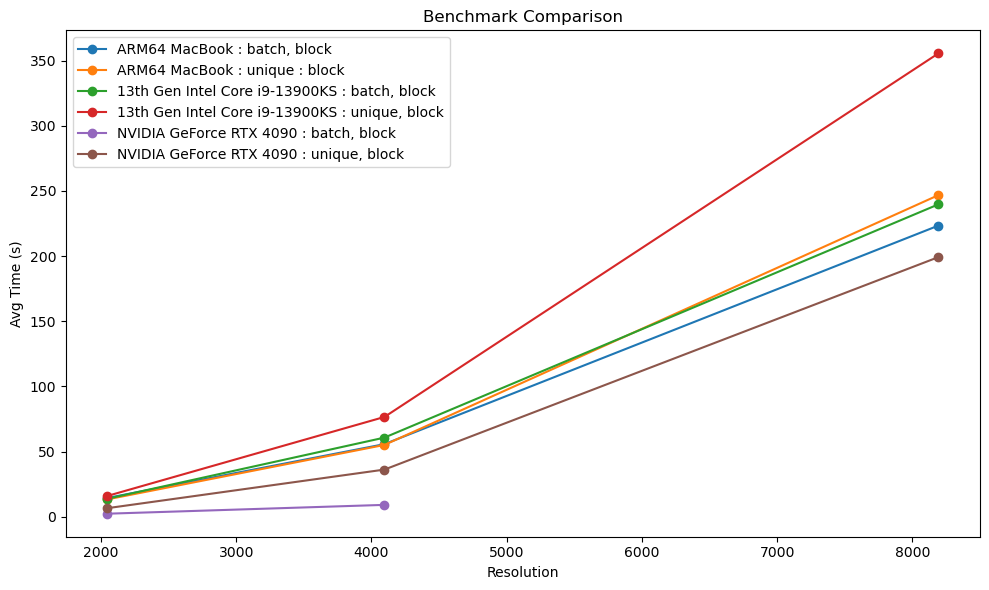 Benchmark Comparison
ARM64 MacBook : batch, block
ARM64 MacBook : unique : block
13th Gen Intel Core i9-13900KS : batch, block
13th Gen Intel Core i9-13900KS : unique, block
NVIDIA GeForce RTX 4090 : batch, block
NVIDIA GeForce RTX 4090 : unique, block
Avg Time (s)
350
300
250
200
150
100
50
0
2000 3000 4000 5000 6000 7000 8000
Resolution